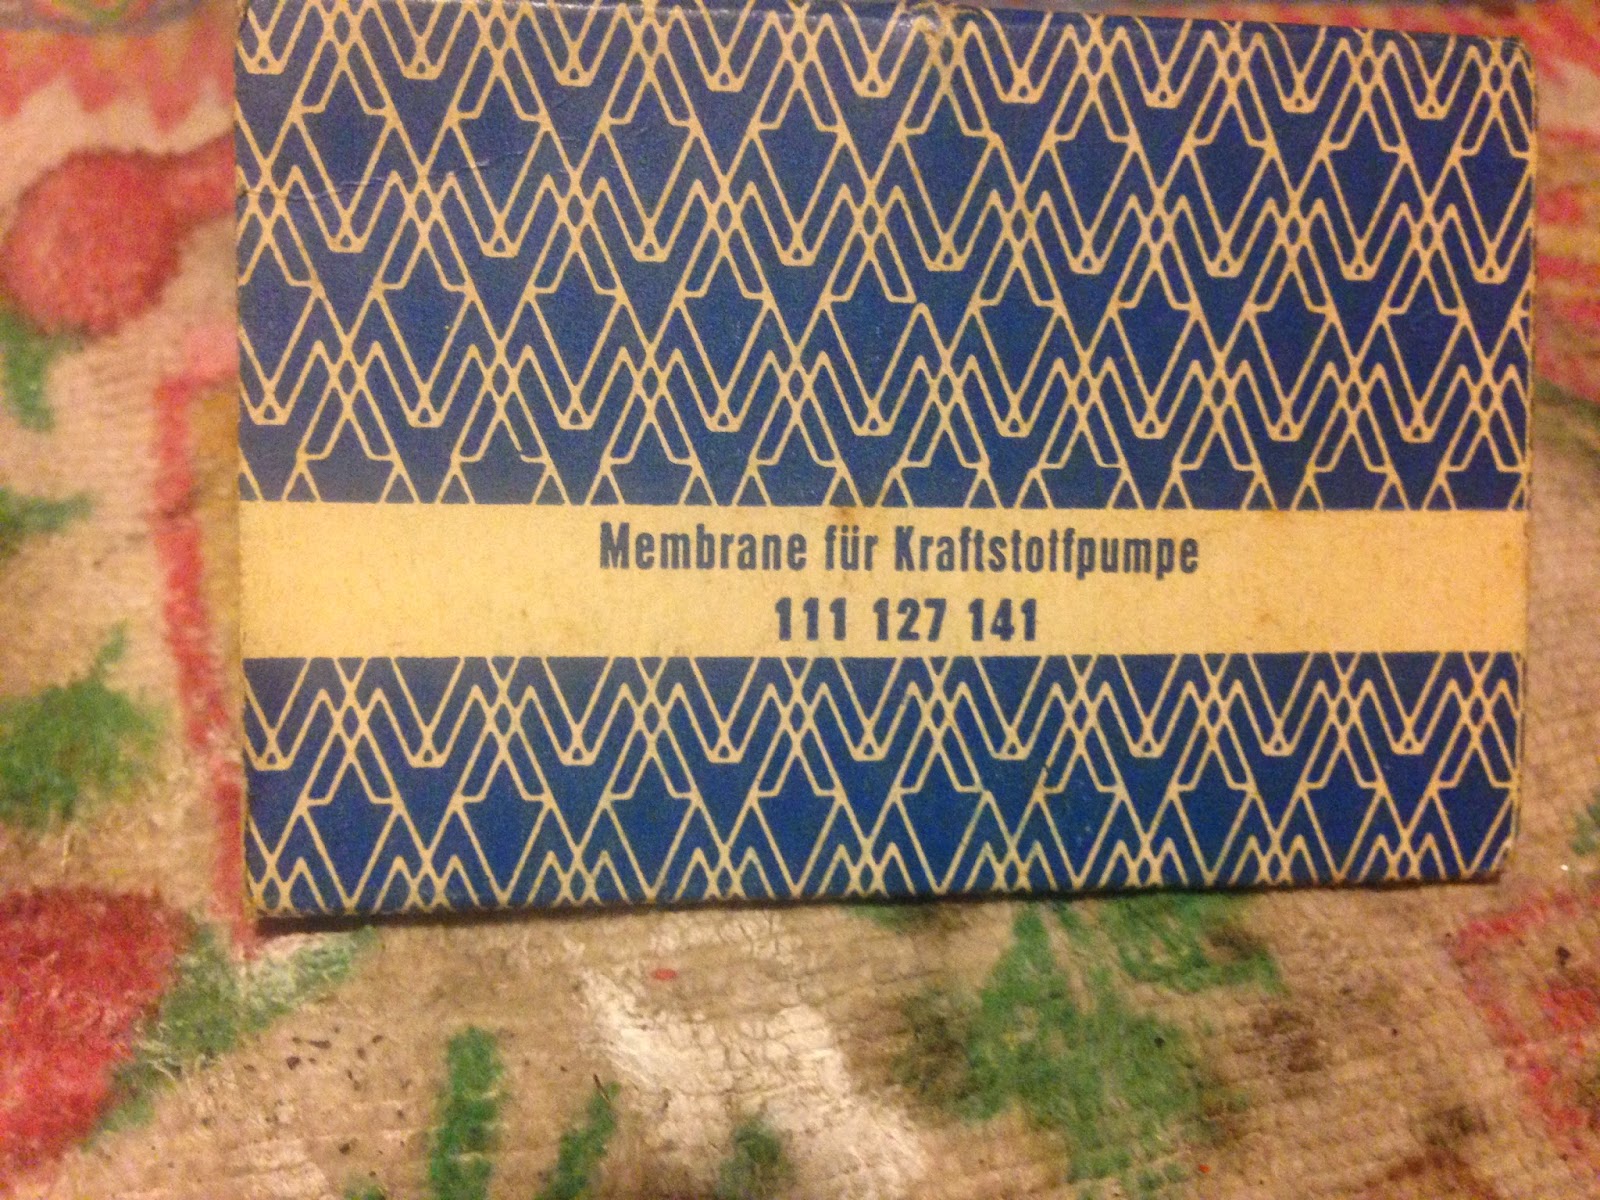 Membrane für Kraftstoffpumpe
111 127 141